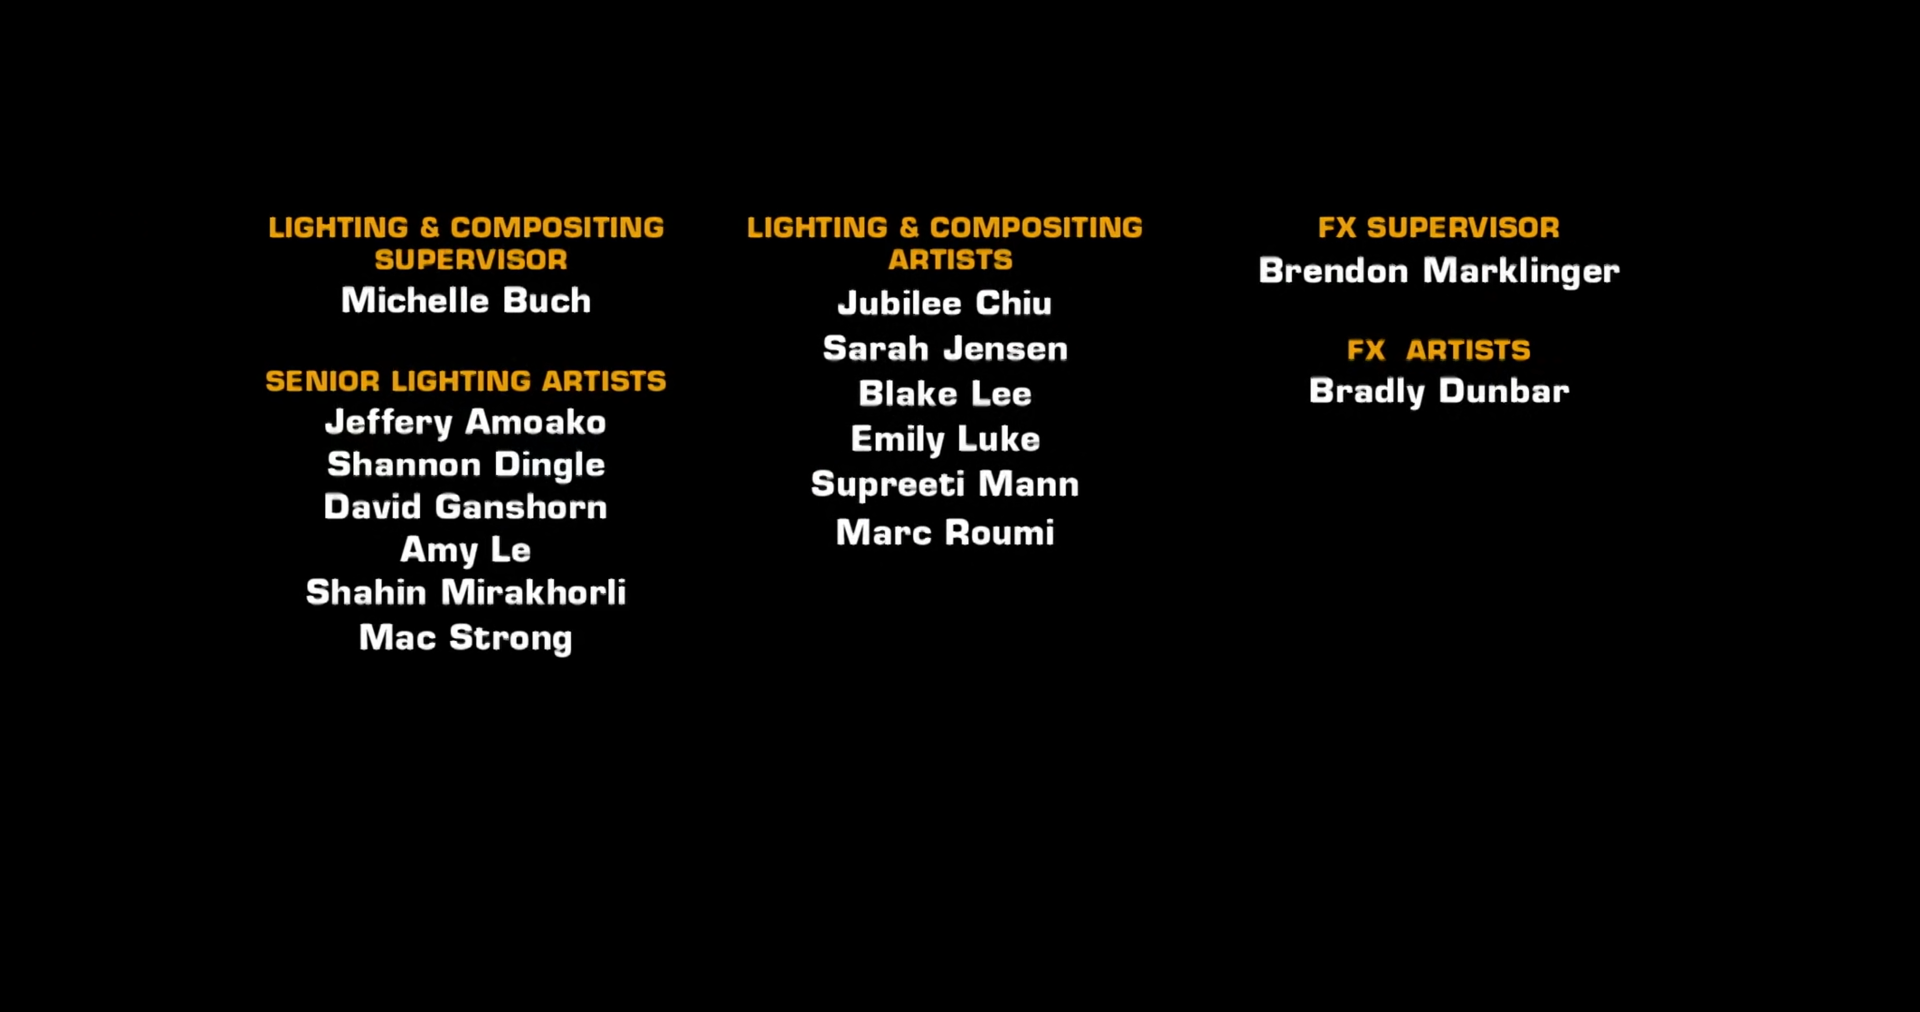 LIGHTING & COMPOSITING
SUPERVISOR
Michelle Buch
SENIOR LIGHTING ARTISTS
Jeffery Amoako
Shannon Dingle
David Ganshorn
Amy Le
Shahin Mirakhorli
Mac Strong
LIGHTING & COMPOSITING
ARTISTS
Jubilee Chiu
Sarah Jensen
Blake Lee
Emily Luke
Supreeti Mann
Marc Roumi
FX SUPERVISOR
Brendon Marklinger
FX ARTISTS
Bradly Dunbar